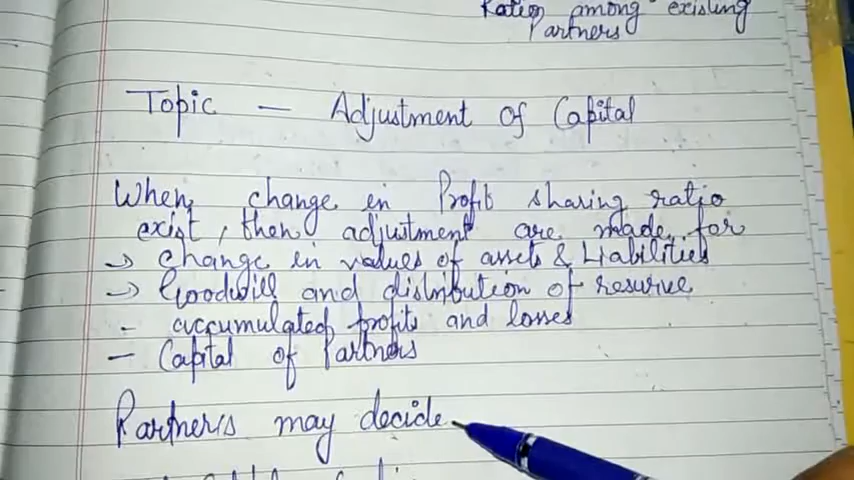 Ratio among existing
Partners
Topic — Adjustment of Capital
When change in Profit sharing ratio
exist, then adjustment are made for
→ change in values of assets & Liabilities
→ Goodwill and distribution of reserve
- accumulated profits and losses
— Capital of Partners
Partner's may decide